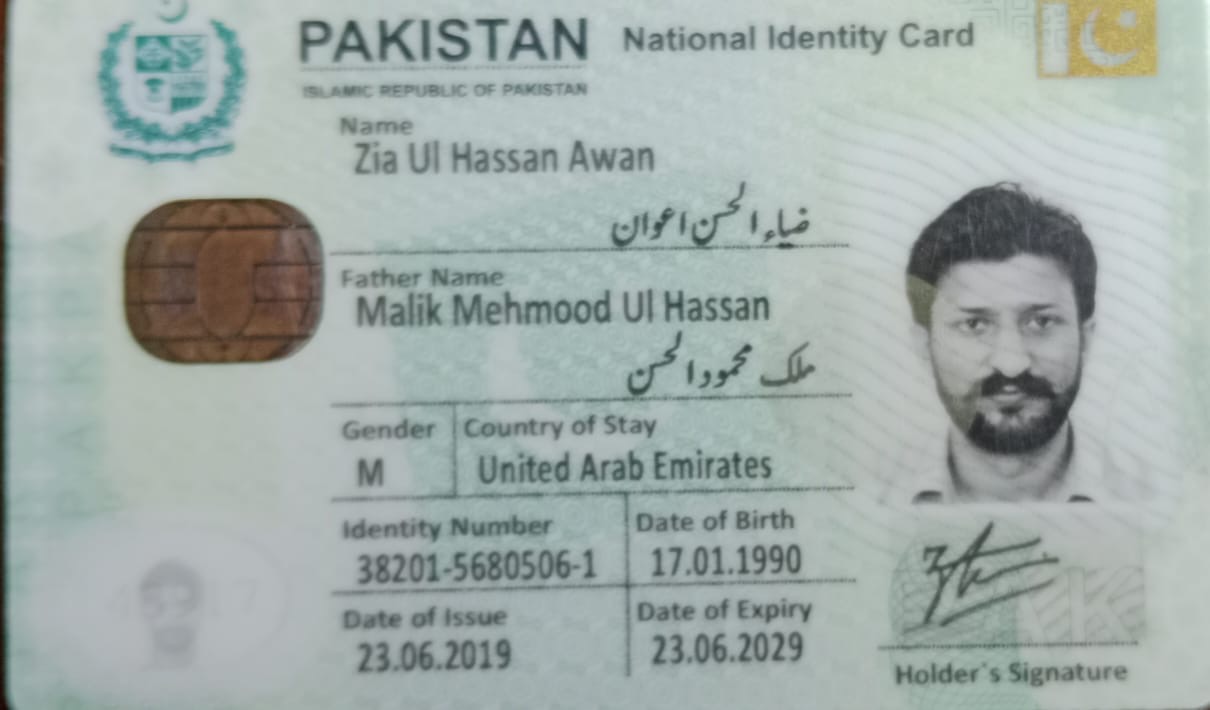 PAKISTAN National Identity Card
ISLAMIC REPUBLIC OF PAKISTAN
Name
Zia Ul Hassan Awan
ضیاء الحسن اعوان
Father Name
Malik Mehmood Ul Hassan
ملک محمود الحسن
Gender Country of Stay
M United Arab Emirates
Identity Number Date of Birth
38201-5680506-1 17.01.1990
Date of Issue Date of Expiry
23.06.2019 23.06.2029
Holder's Signature